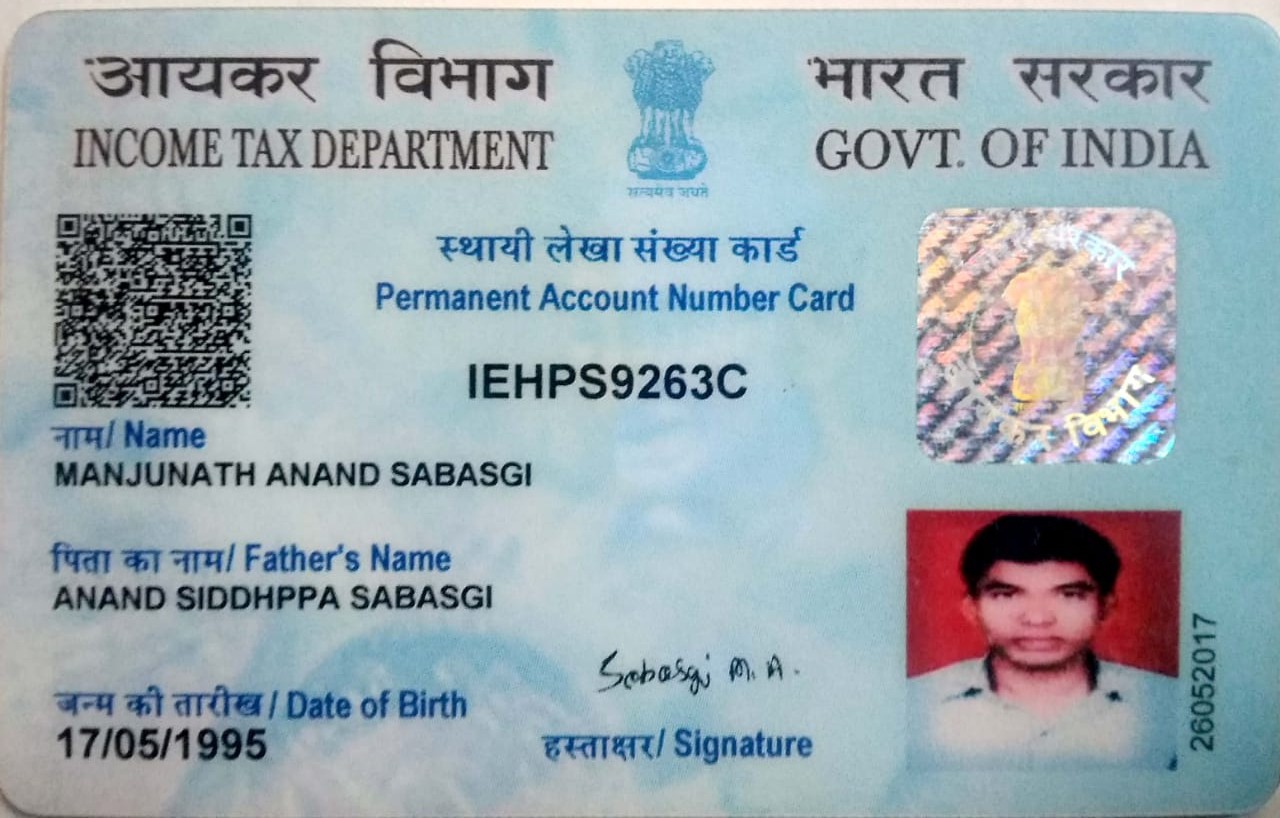 आयकर विभाग
INCOME TAX DEPARTMENT
भारत सरकार
GOVT. OF INDIA
सत्यमेव जयते
स्थायी लेखा संख्या कार्ड
Permanent Account Number Card
IEHPS9263C
नाम/ Name
MANJUNATH ANAND SABASGI
पिता का नाम/ Father's Name
ANAND SIDDHPPA SABASGI
जन्म की तारीख / Date of Birth
17/05/1995
Sabasgi M. A.
हस्ताक्षर/ Signature
26052017
सरकार
विभाग